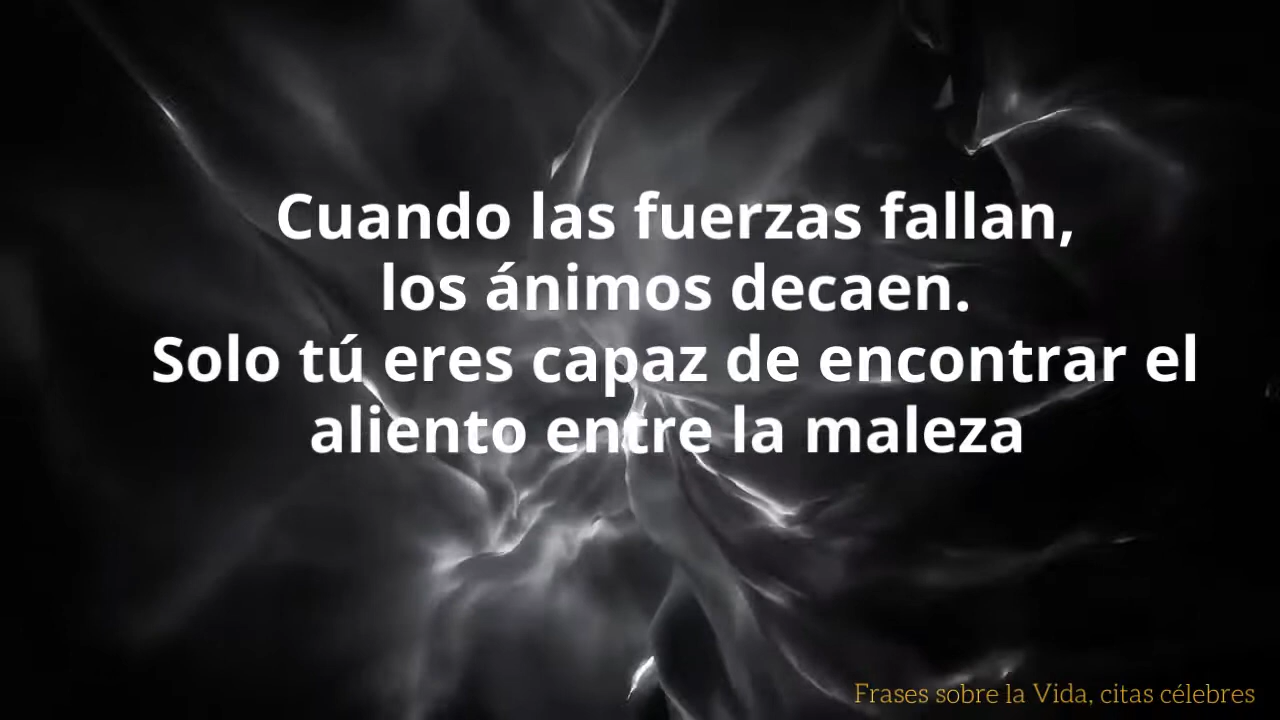 Cuando las fuerzas fallan,
los ánimos decaen.
Solo tú eres capaz de encontrar el
aliento entre la maleza
Frases sobre la Vida, citas célebres